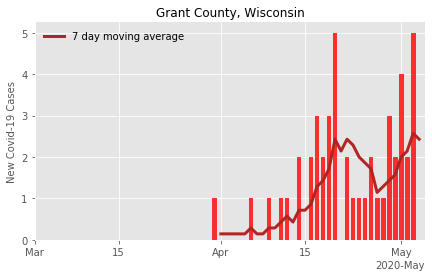 Grant County, Wisconsin
7 day moving average
New Covid-19 Cases
5
4
3
2
1
0
Mar 15 Apr 15 May
2020-May